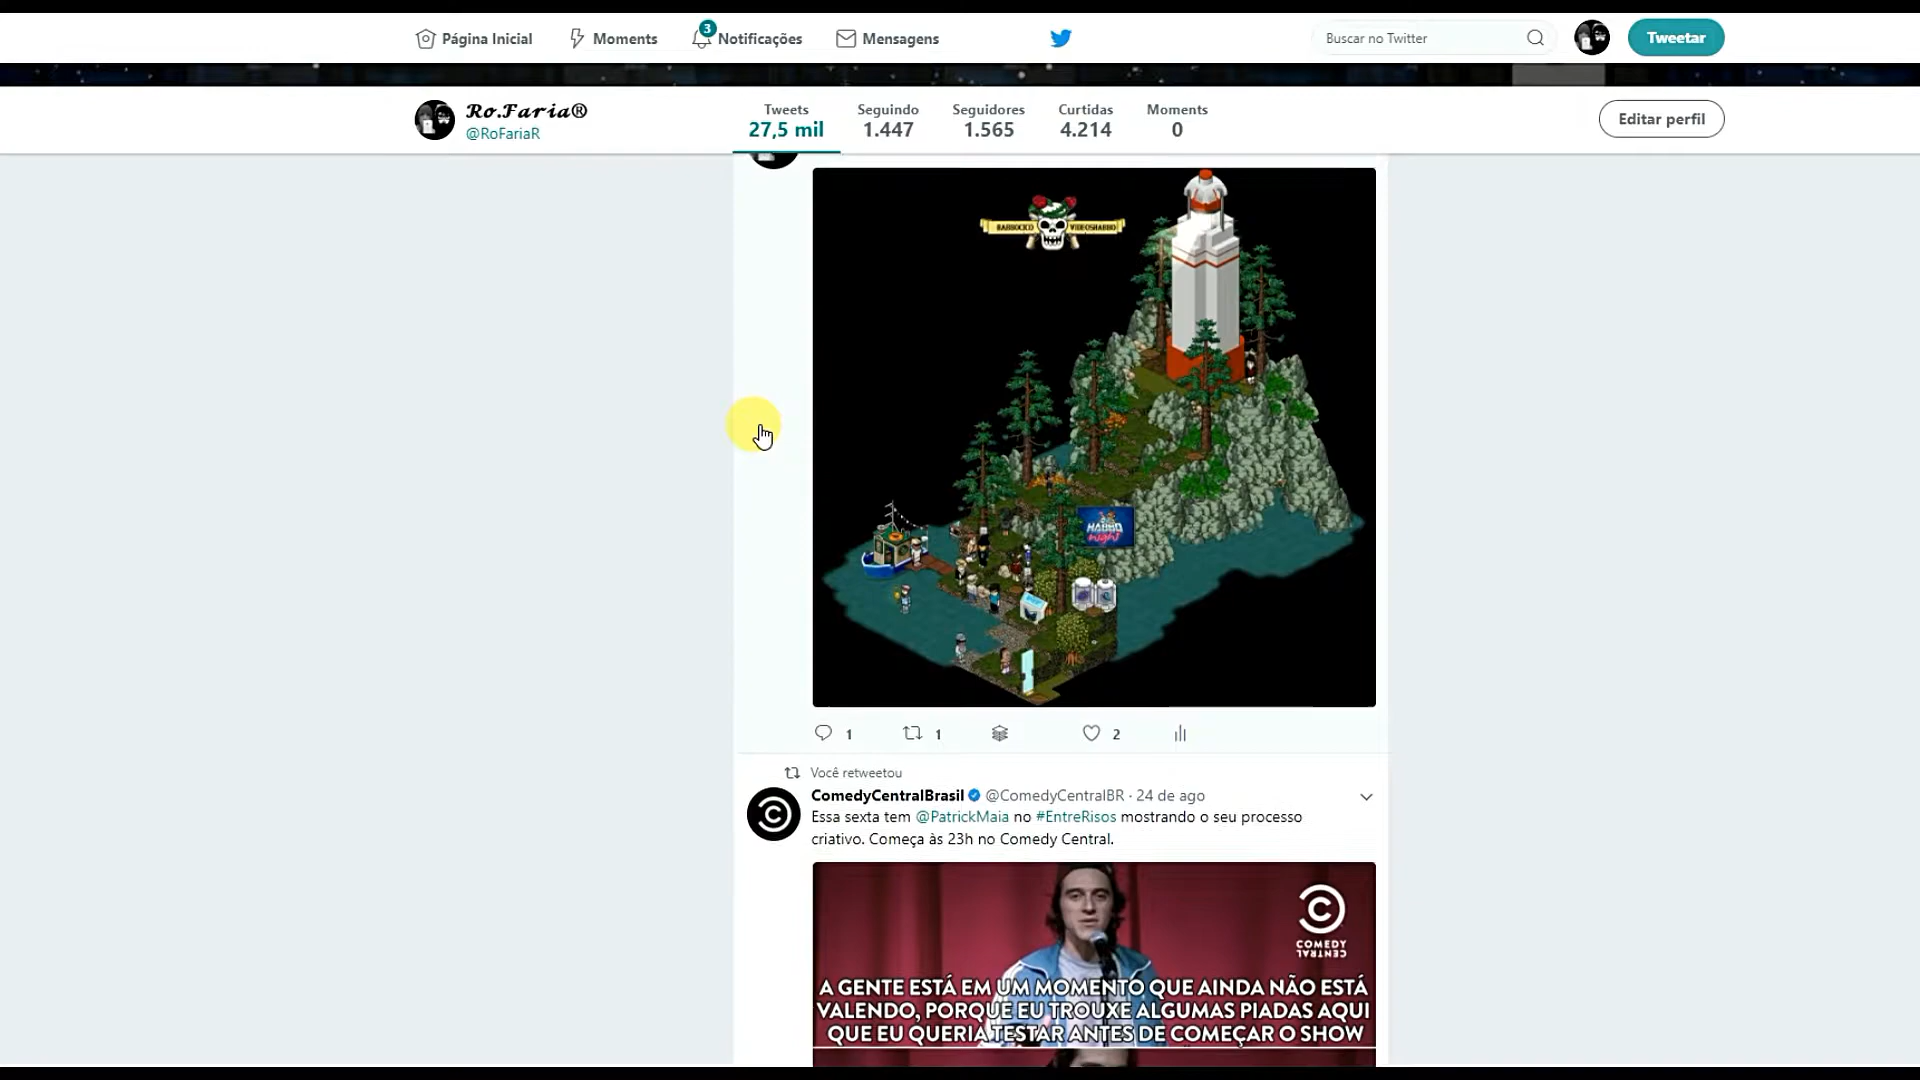 Página Inicial
Moments
3
Notificações
Mensagens
Buscar no Twitter
Tweetar
Ro.Faria®
@RoFariaR
Tweets
27,5 mil
Seguindo
1.447
Seguidores
1.565
Curtidas
4.214
Moments
0
Editar perfil
HABBO
night
1
1
2
Você retweetou
ComedyCentralBrasil @ComedyCentralBR · 24 de ago
Essa sexta tem @PatrickMaia no #EntreRisos mostrando o seu processo
criativo. Começa às 23h no Comedy Central.
COMEDY
CENTRAL
A GENTE ESTÁ EM UM MOMENTO QUE AINDA NÃO ESTÁ
VALENDO, PORQUE EU TROUXE ALGUMAS PIADAS AQUI
QUE EU QUERIA TESTAR ANTES DE COMEÇAR O SHOW